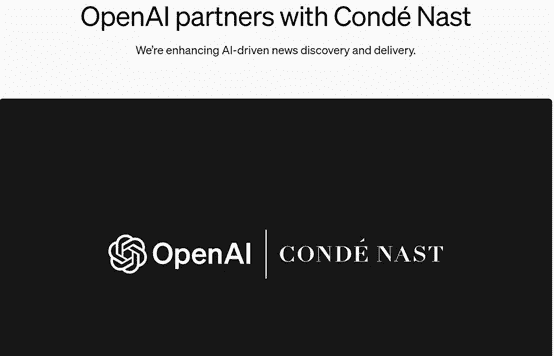 OpenAI partners with Condé Nast
We're enhancing AI-driven news discovery and delivery.
OpenAI | CONDÉ NAST